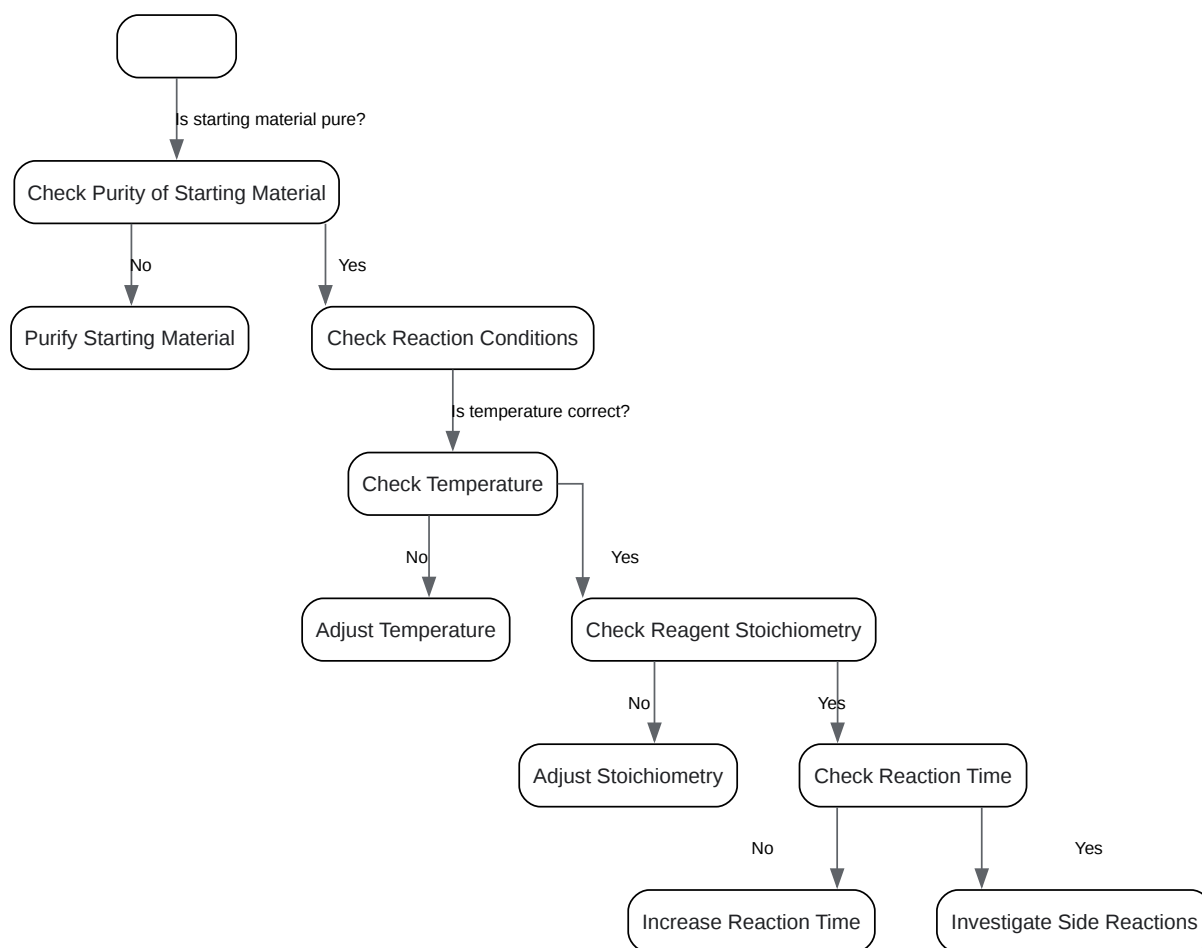 Is starting material pure?
Check Purity of Starting Material
No
Yes
Purify Starting Material
Check Reaction Conditions
Is temperature correct?
Check Temperature
No
Yes
Adjust Temperature
Check Reagent Stoichiometry
No
Yes
Adjust Stoichiometry
Check Reaction Time
No
Yes
Increase Reaction Time
Investigate Side Reactions